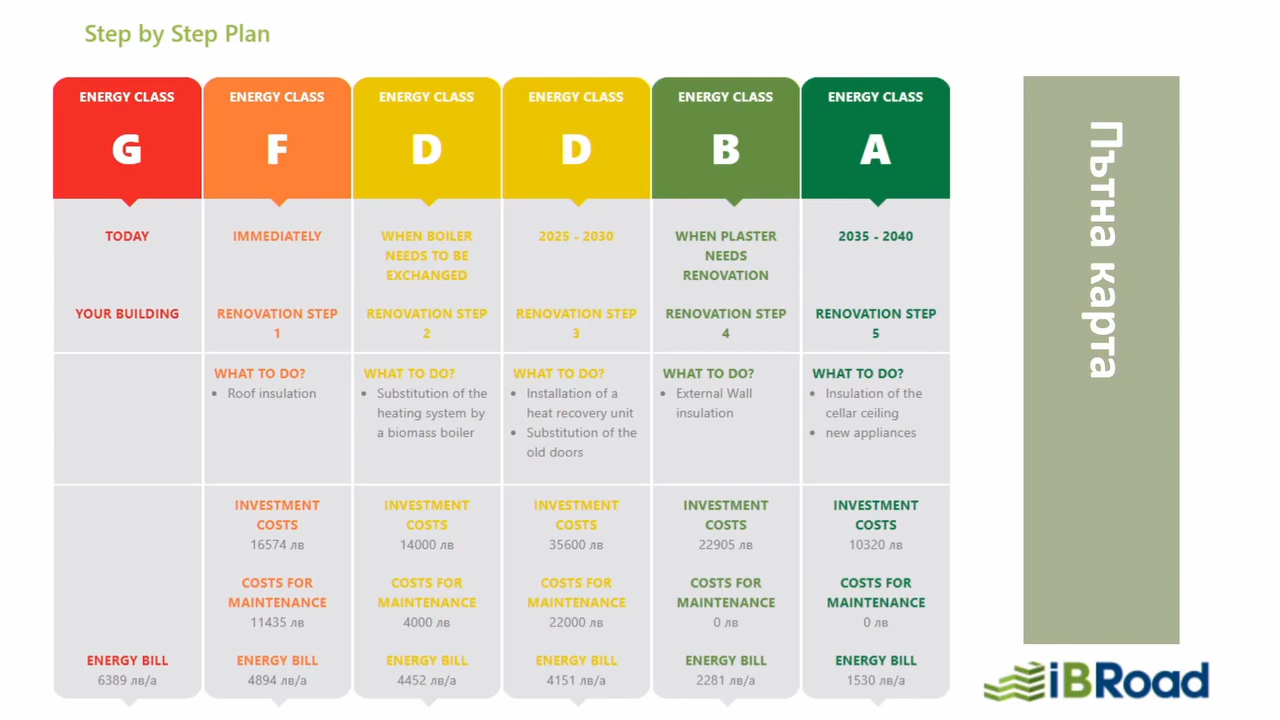 Step by Step Plan
ENERGY CLASS
G
TODAY
YOUR BUILDING
ENERGY BILL
6389 лв/a
ENERGY CLASS
F
IMMEDIATELY
RENOVATION STEP
1
WHAT TO DO?
• Roof insulation
INVESTMENT
COSTS
16574 лв
COSTS FOR
MAINTENANCE
11435 лв
ENERGY BILL
4894 лв/a
ENERGY CLASS
D
WHEN BOILER
NEEDS TO BE
EXCHANGED
RENOVATION STEP
2
WHAT TO DO?
• Substitution of the
heating system by
a biomass boiler
INVESTMENT
COSTS
14000 лв
COSTS FOR
MAINTENANCE
4000 лв
ENERGY BILL
4452 лв/a
ENERGY CLASS
D
2025 - 2030
RENOVATION STEP
3
WHAT TO DO?
• Installation of a
heat recovery unit
• Substitution of the
old doors
INVESTMENT
COSTS
35600 лв
COSTS FOR
MAINTENANCE
22000 лв
ENERGY BILL
4151 лв/a
ENERGY CLASS
B
WHEN PLASTER
NEEDS
RENOVATION
RENOVATION STEP
4
WHAT TO DO?
• External Wall
insulation
INVESTMENT
COSTS
22905 лв
COSTS FOR
MAINTENANCE
0 лв
ENERGY BILL
2281 лв/a
ENERGY CLASS
A
2035 - 2040
RENOVATION STEP
5
WHAT TO DO?
• Insulation of the
cellar ceiling
• new appliances
INVESTMENT
COSTS
10320 лв
COSTS FOR
MAINTENANCE
0 лв
ENERGY BILL
1530 лв/a
Пътна карта
iBRoad